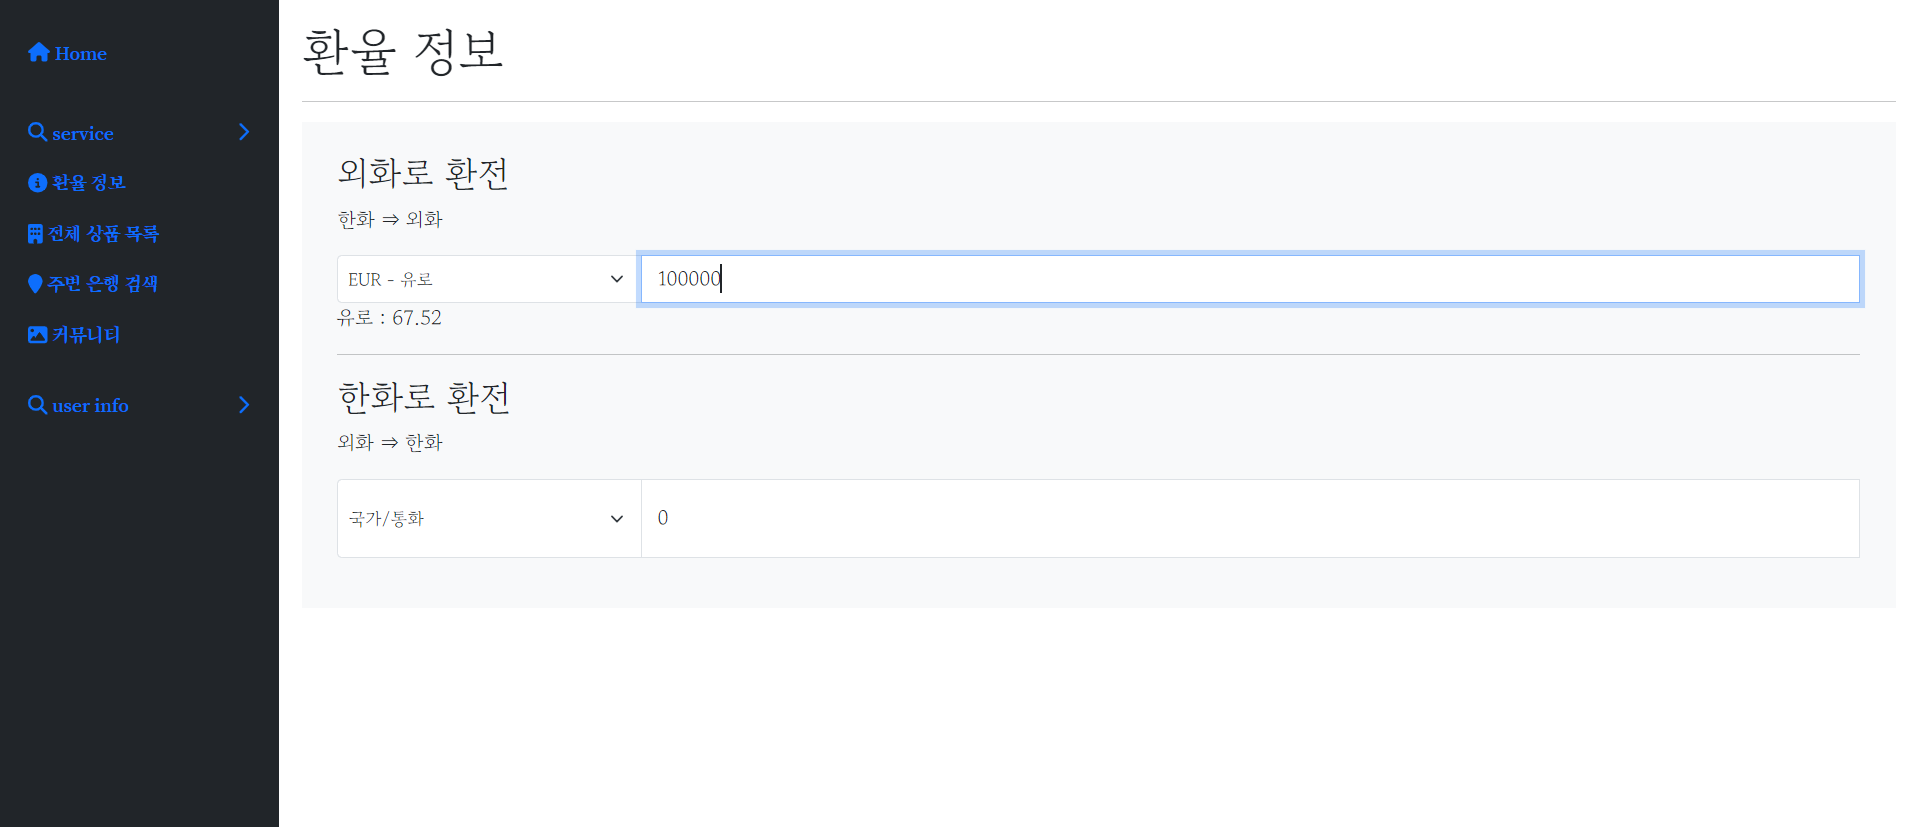 Home
service
환율 정보
전체 상품 목록
주변 은행 검색
커뮤니티
user info
환율 정보
외화로 환전
한화 ⇒ 외화
EUR - 유로
100000
유로 : 67.52
한화로 환전
외화 ⇒ 한화
국가/통화
0